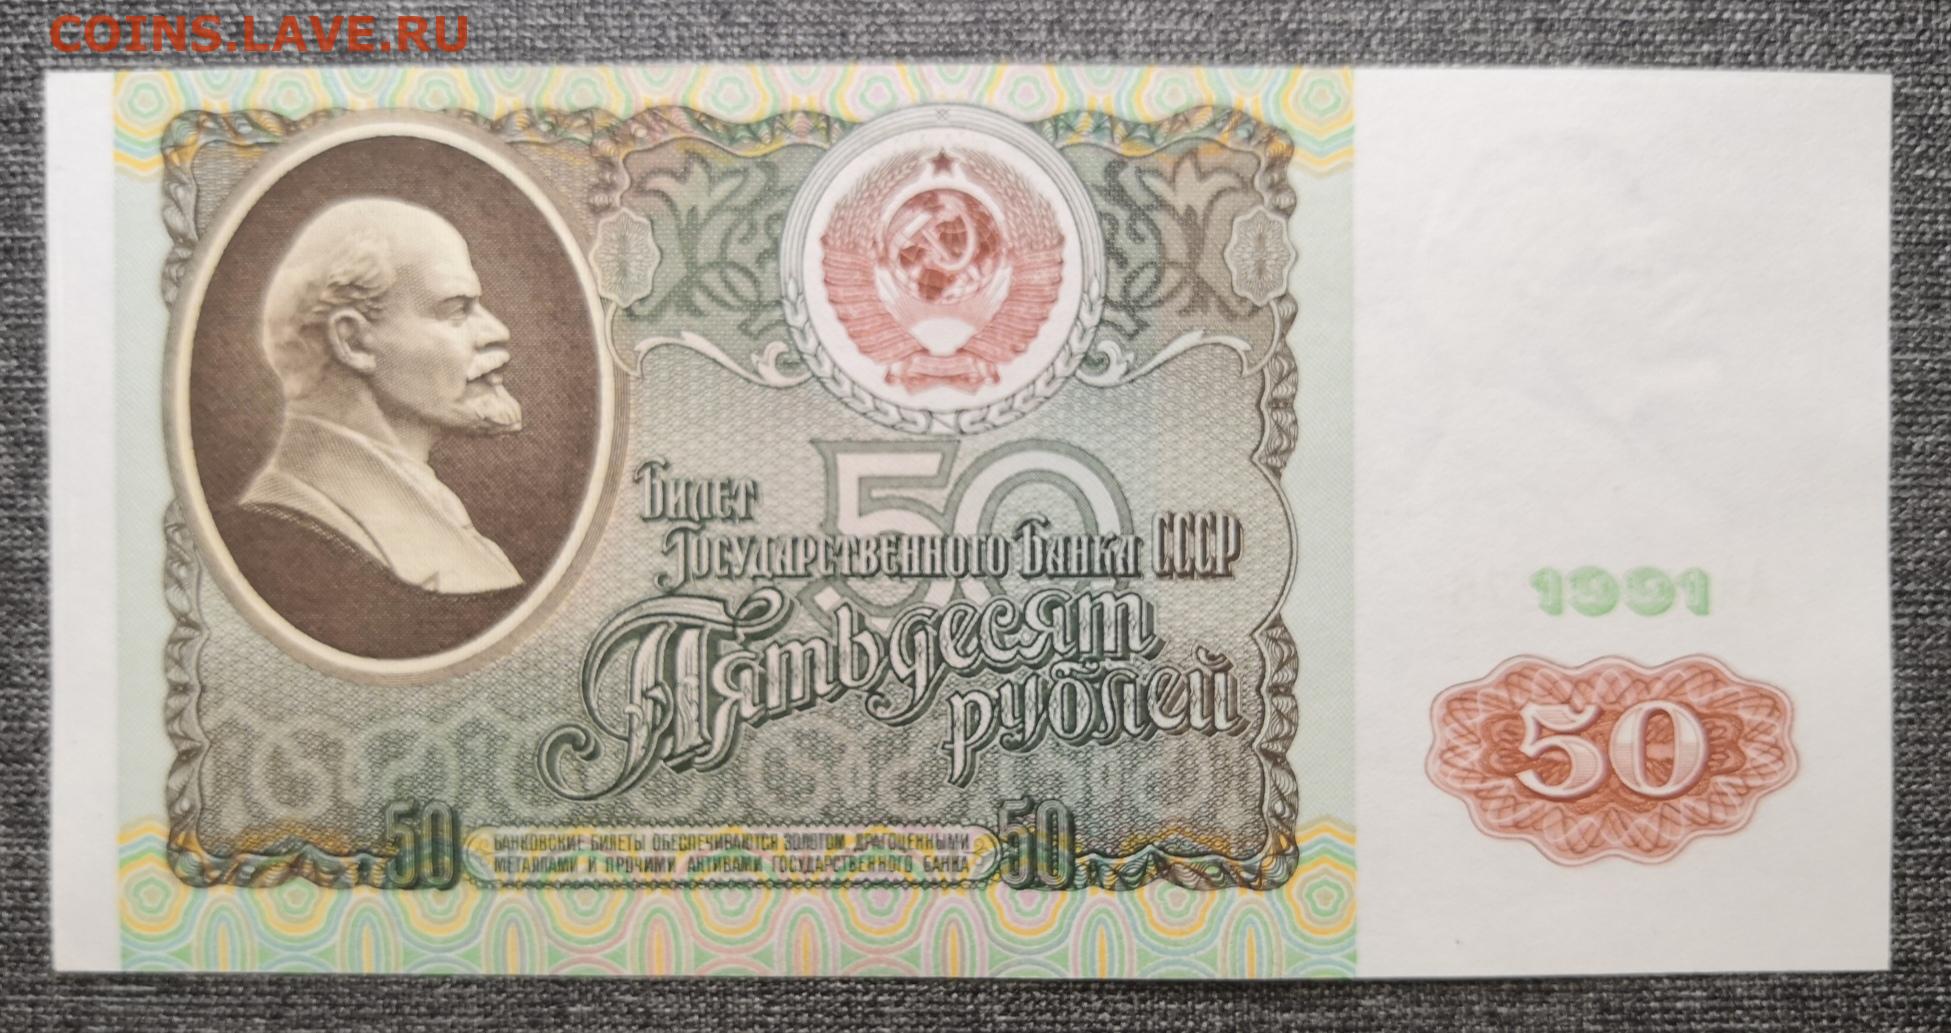 COINS.LAVE.RU
Билет
Государственного Банка СССР
Пятьдесят
рублей
50
1991
50
50
50
БАНКОВСКИЕ БИЛЕТЫ ОБЕСПЕЧИВАЮТСЯ ЗОЛОТОМ, ДРАГОЦЕННЫМИ
МЕТАЛЛАМИ И ПРОЧИМИ АКТИВАМИ ГОСУДАРСТВЕННОГО БАНКА